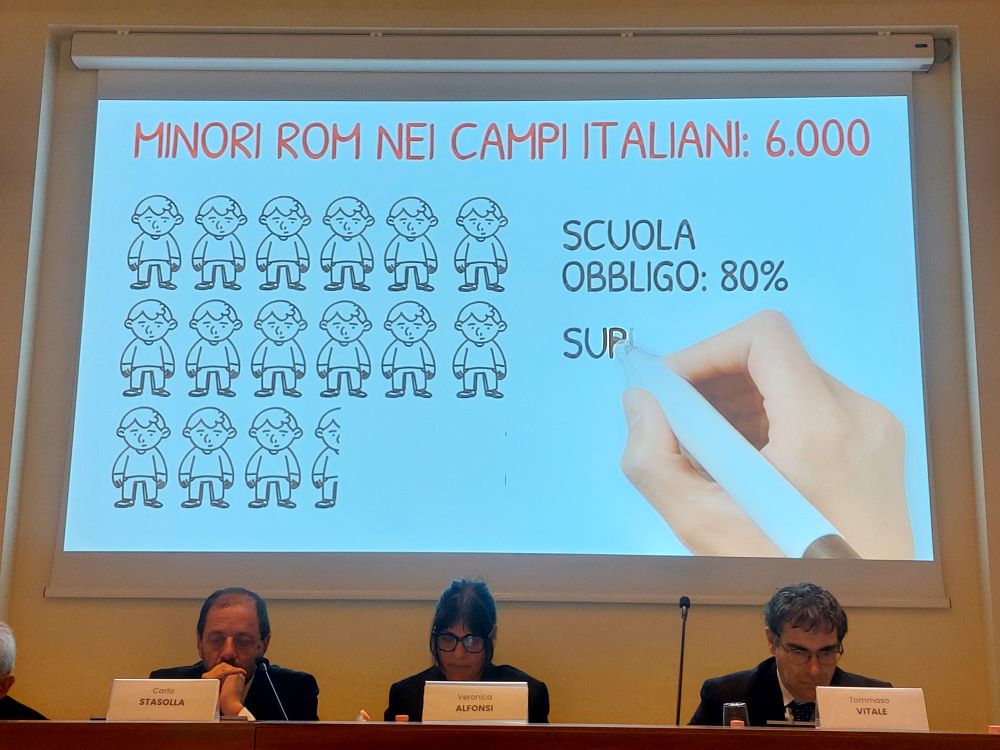 MINORI ROM NEI CAMPI ITALIANI: 6.000
SCUOLA
OBBLIGO: 80%
SUP
Carlo
STASOLLA
Veronica
ALFONSI
Tommaso
VITALE